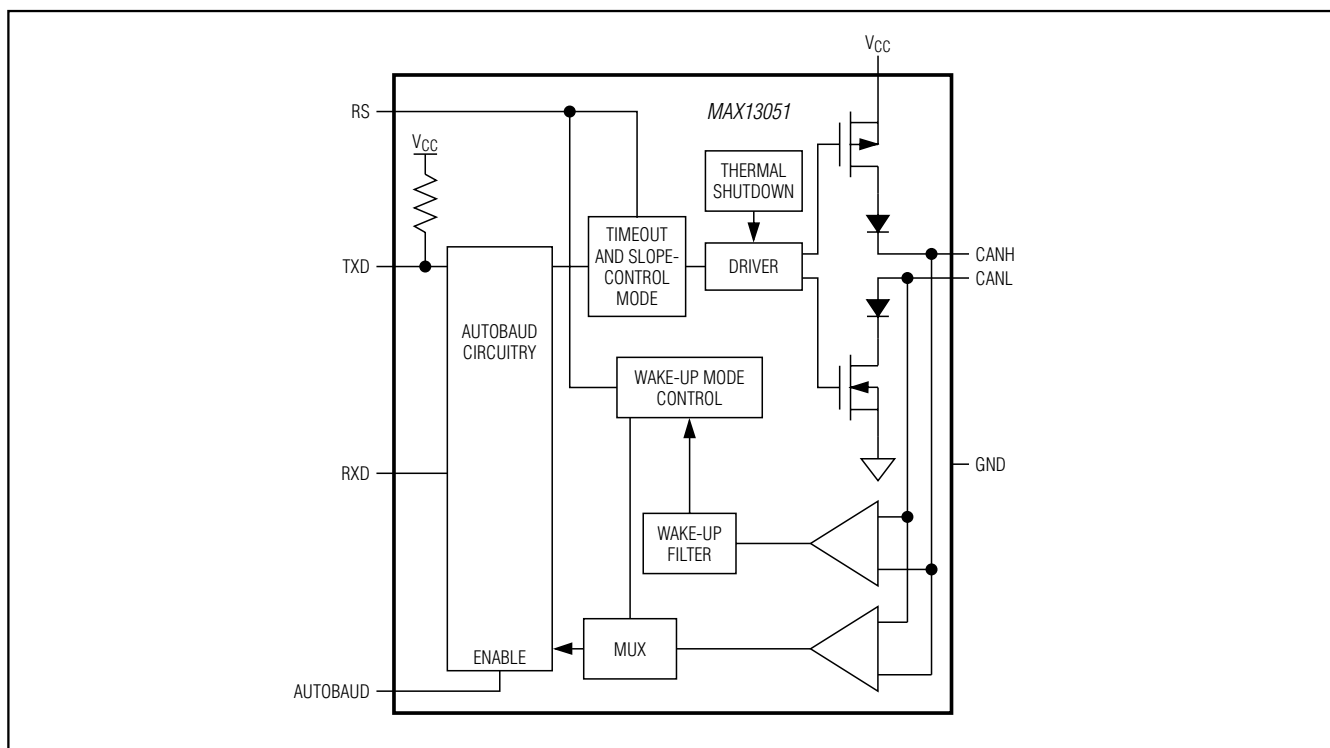 VCC
RS
MAX13051
VCC
THERMAL
SHUTDOWN
TIMEOUT
AND SLOPE-
CONTROL
MODE
DRIVER
CANH
CANL
TXD
AUTOBAUD
CIRCUITRY
WAKE-UP MODE
CONTROL
RXD
GND
WAKE-UP
FILTER
MUX
ENABLE
AUTOBAUD